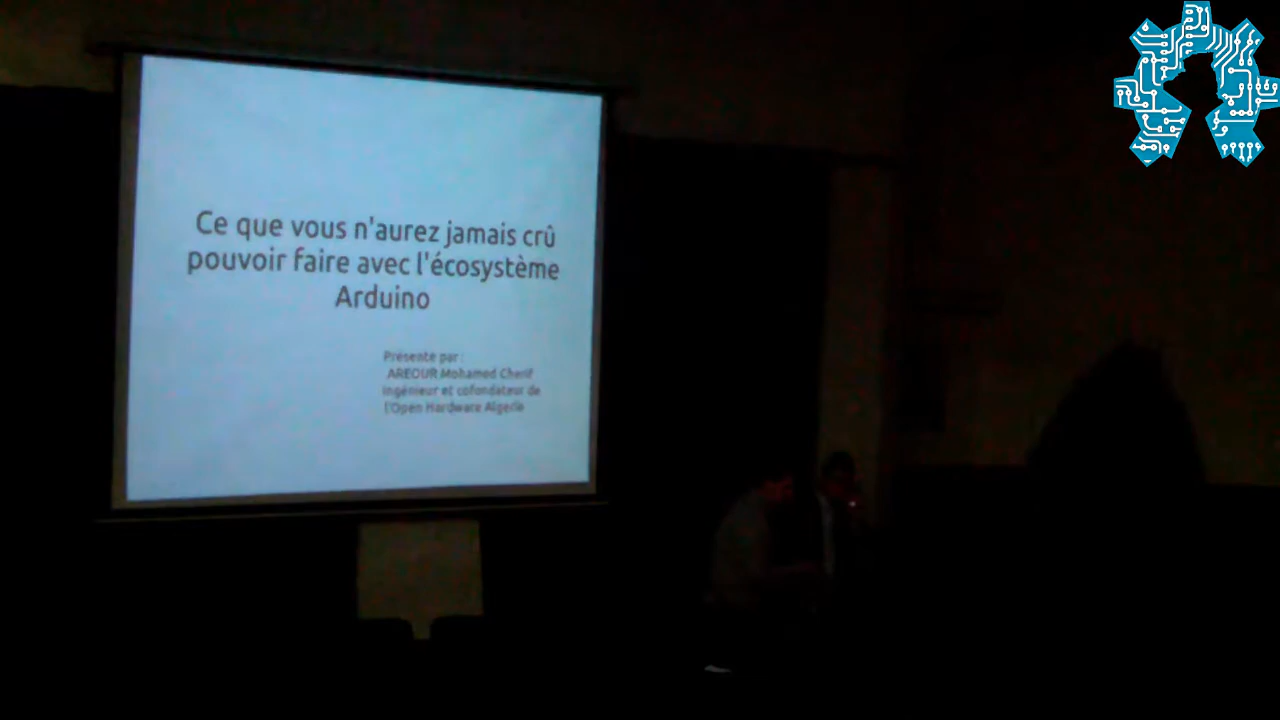 Ce que vous n'aurez jamais crû
pouvoir faire avec l'écosystème
Arduino
Présenté par :
AREOUR Mohamed Cherif
Ingénieur et cofondateur de
l'Open Hardware Algerie